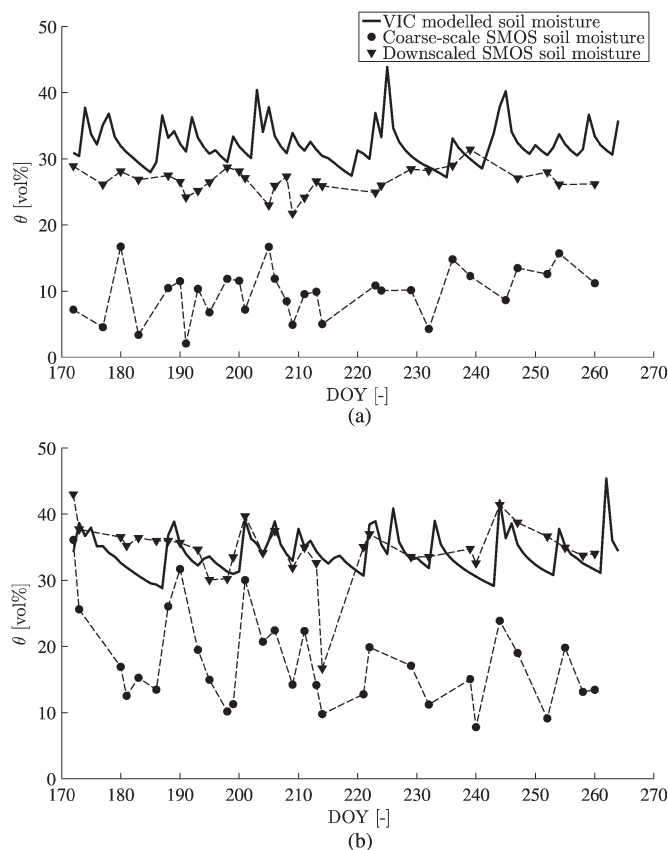 VIC modelled soil moisture
Coarse-scale SMOS soil moisture
Downscaled SMOS soil moisture
50
40
30
20
10
0
θ [vol%]
170 180 190 200 210 220 230 240 250 260 270
DOY [-]
(a)
50
40
30
20
10
0
θ [vol%]
170 180 190 200 210 220 230 240 250 260 270
DOY [-]
(b)